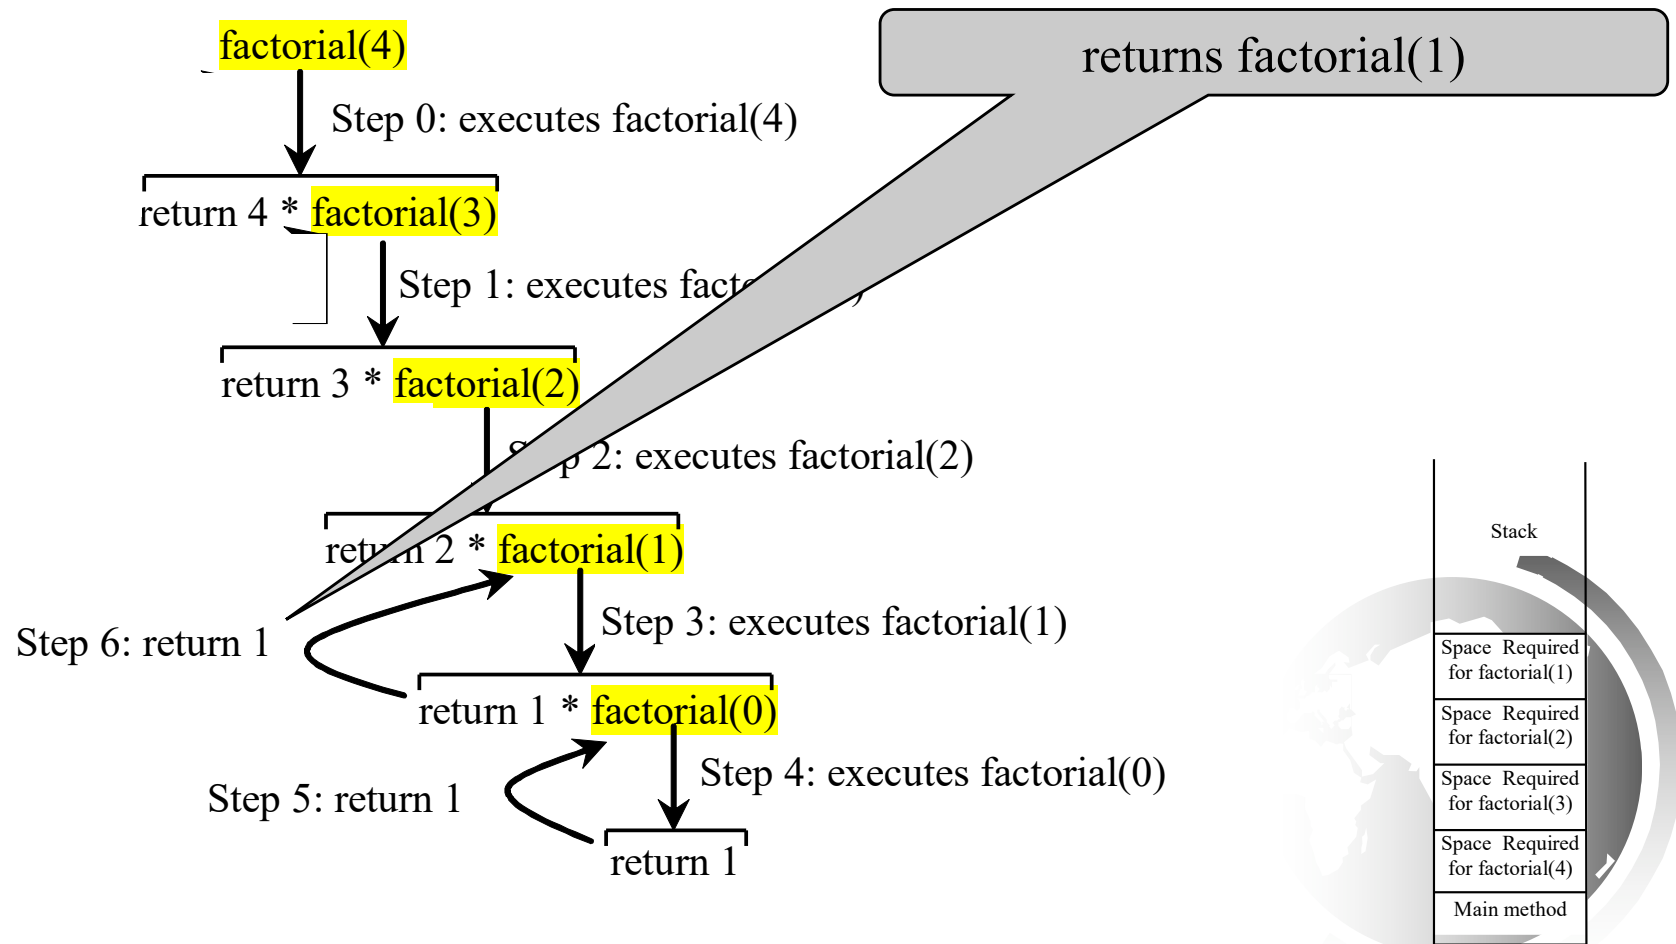 factorial(4)
returns factorial(1)
Step 0: executes factorial(4)
return 4 * factorial(3)
Step 1: executes
return 3 * factorial(2)
2: executes factorial(2)
return 2 * factorial(1)
Step 6: return 1
Step 3: executes factorial(1)
return 1 * factorial(0)
Step 4: executes factorial(0)
Step 5: return 1
return 1
Stack
Space Required
for factorial(1)
Space Required
for factorial(2)
Space Required
for factorial(3)
Space Required
for factorial(4)
Main method